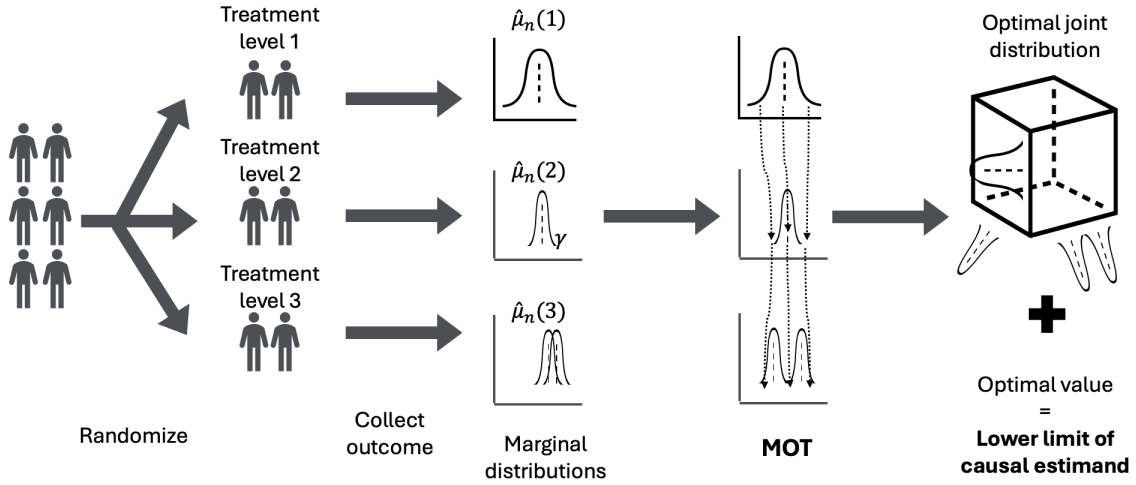 Treatment
level 1
Treatment
level 2
Treatment
level 3
Randomize
Collect
outcome
μ̂ₙ(1)
μ̂ₙ(2)
γ
μ̂ₙ(3)
Marginal
distributions
MOT
Optimal joint
distribution
Optimal value
=
Lower limit of
causal estimand